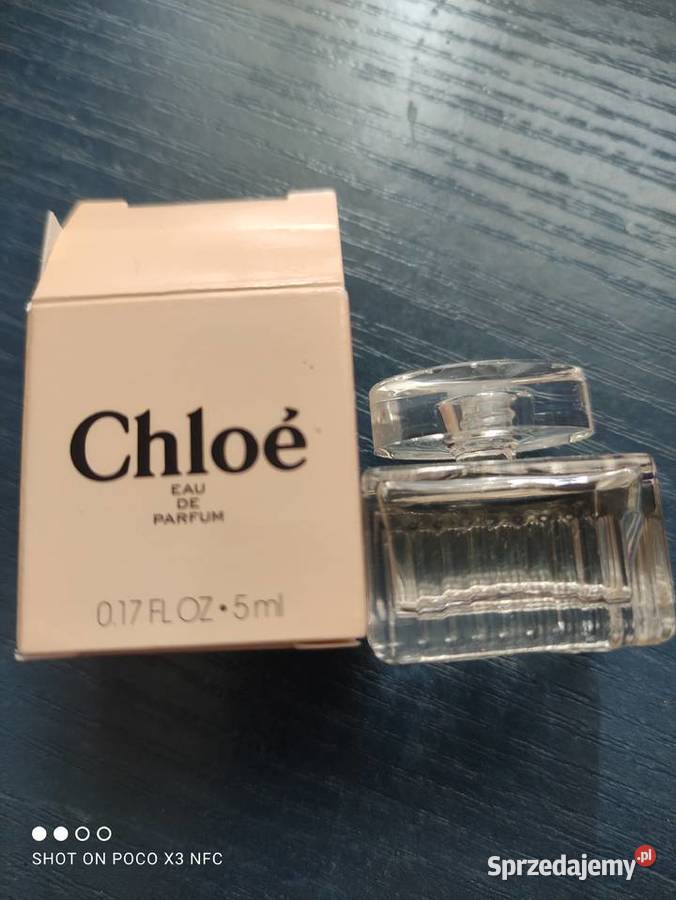 Chloé
EAU
DE
PARFUM
0.17 FL OZ • 5 ml
SHOT ON POCO X3 NFC
Sprzedajemy.pl